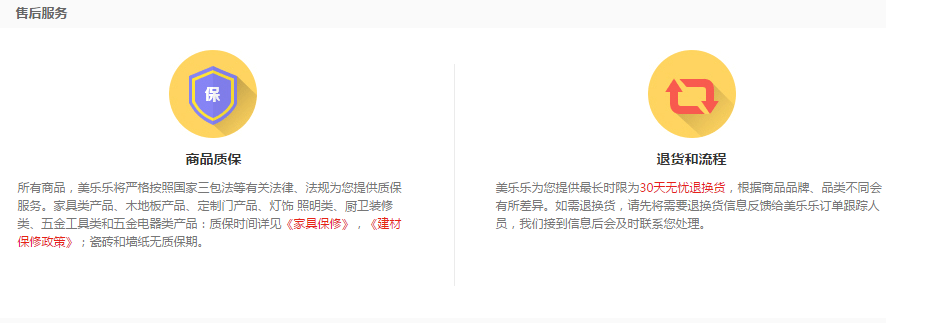 售后服务
保
商品质保
所有商品，美乐乐将严格按照国家三包法等有关法律、法规为您提供质保
服务。家具类产品、木地板产品、定制门产品、灯饰 照明类、厨卫装修
类、五金工具类和五金电器类产品：质保时间详见《家具保修》，《建材
保修政策》；瓷砖和墙纸无质保期。
退货和流程
美乐乐为您提供最长时限为30天无忧退换货，根据商品品牌、品类不同会
有所差异。如需退换货，请先将需要退换货信息反馈给美乐乐订单跟踪人
员，我们接到信息后会及时联系您处理。